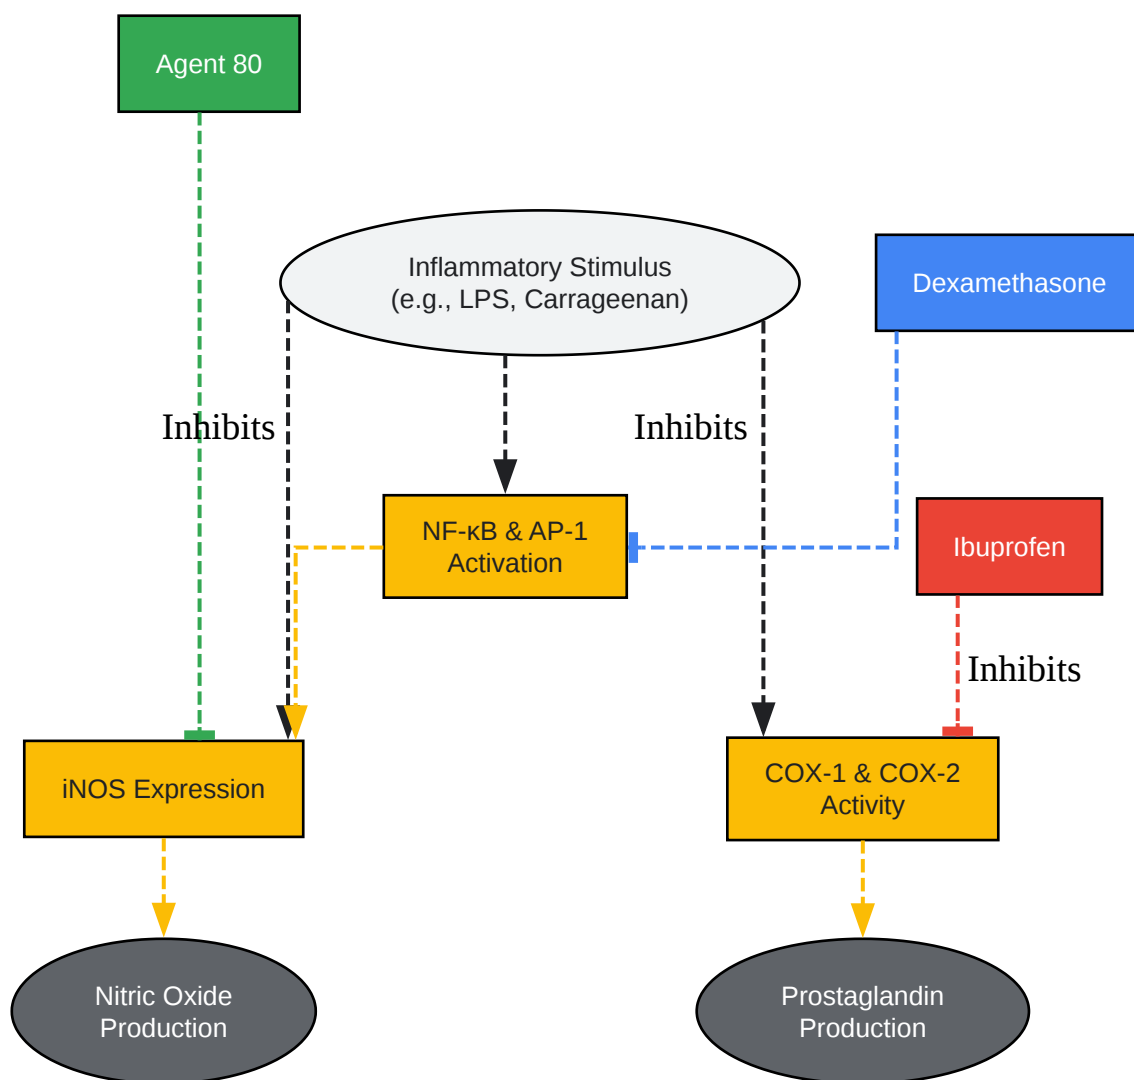 Agent 80
Inflammatory Stimulus
(e.g., LPS, Carrageenan)
Dexamethasone
Inhibits
Inhibits
NF-κB & AP-1
Activation
Ibuprofen
Inhibits
iNOS Expression
COX-1 & COX-2
Activity
Nitric Oxide
Production
Prostaglandin
Production